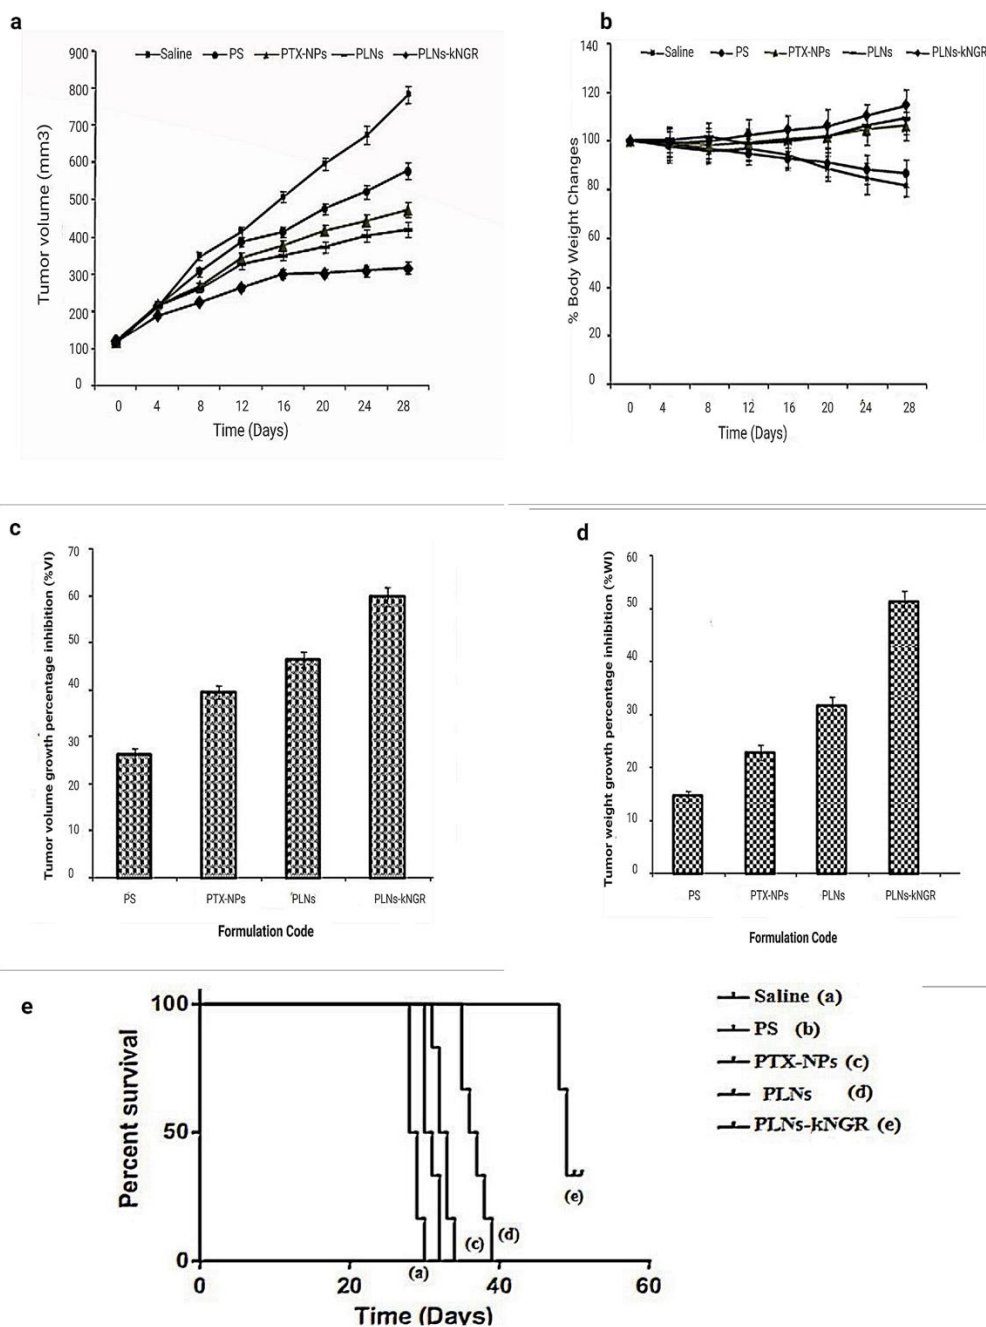 a
Saline PS PTX-NPs PLNs PLNs-kNGR
Tumor volume (mm3)
900
800
700
600
500
400
300
200
100
0
0 4 8 12 16 20 24 28
Time (Days)
b
Saline PS PTX-NPs PLNs PLNs-kNGR
% Body Weight Changes
140
120
100
80
60
40
20
0
0 4 8 12 16 20 24 28
Time (Days)
c
Tumor volume growth percentage inhibition (%VI)
70
60
50
40
30
20
10
0
PS PTX-NPs PLNs PLNs-kNGR
Formulation Code
d
Tumor weight growth percentage inhibition (%WI)
60
50
40
30
20
10
0
PS PTX-NPs PLNs PLNs-kNGR
Formulation Code
e
Percent survival
100
50
0
0 20 40 60
Time (Days)
(a)
(c)
(d)
(e)
Saline (a)
PS (b)
PTX-NPs (c)
PLNs (d)
PLNs-kNGR (e)